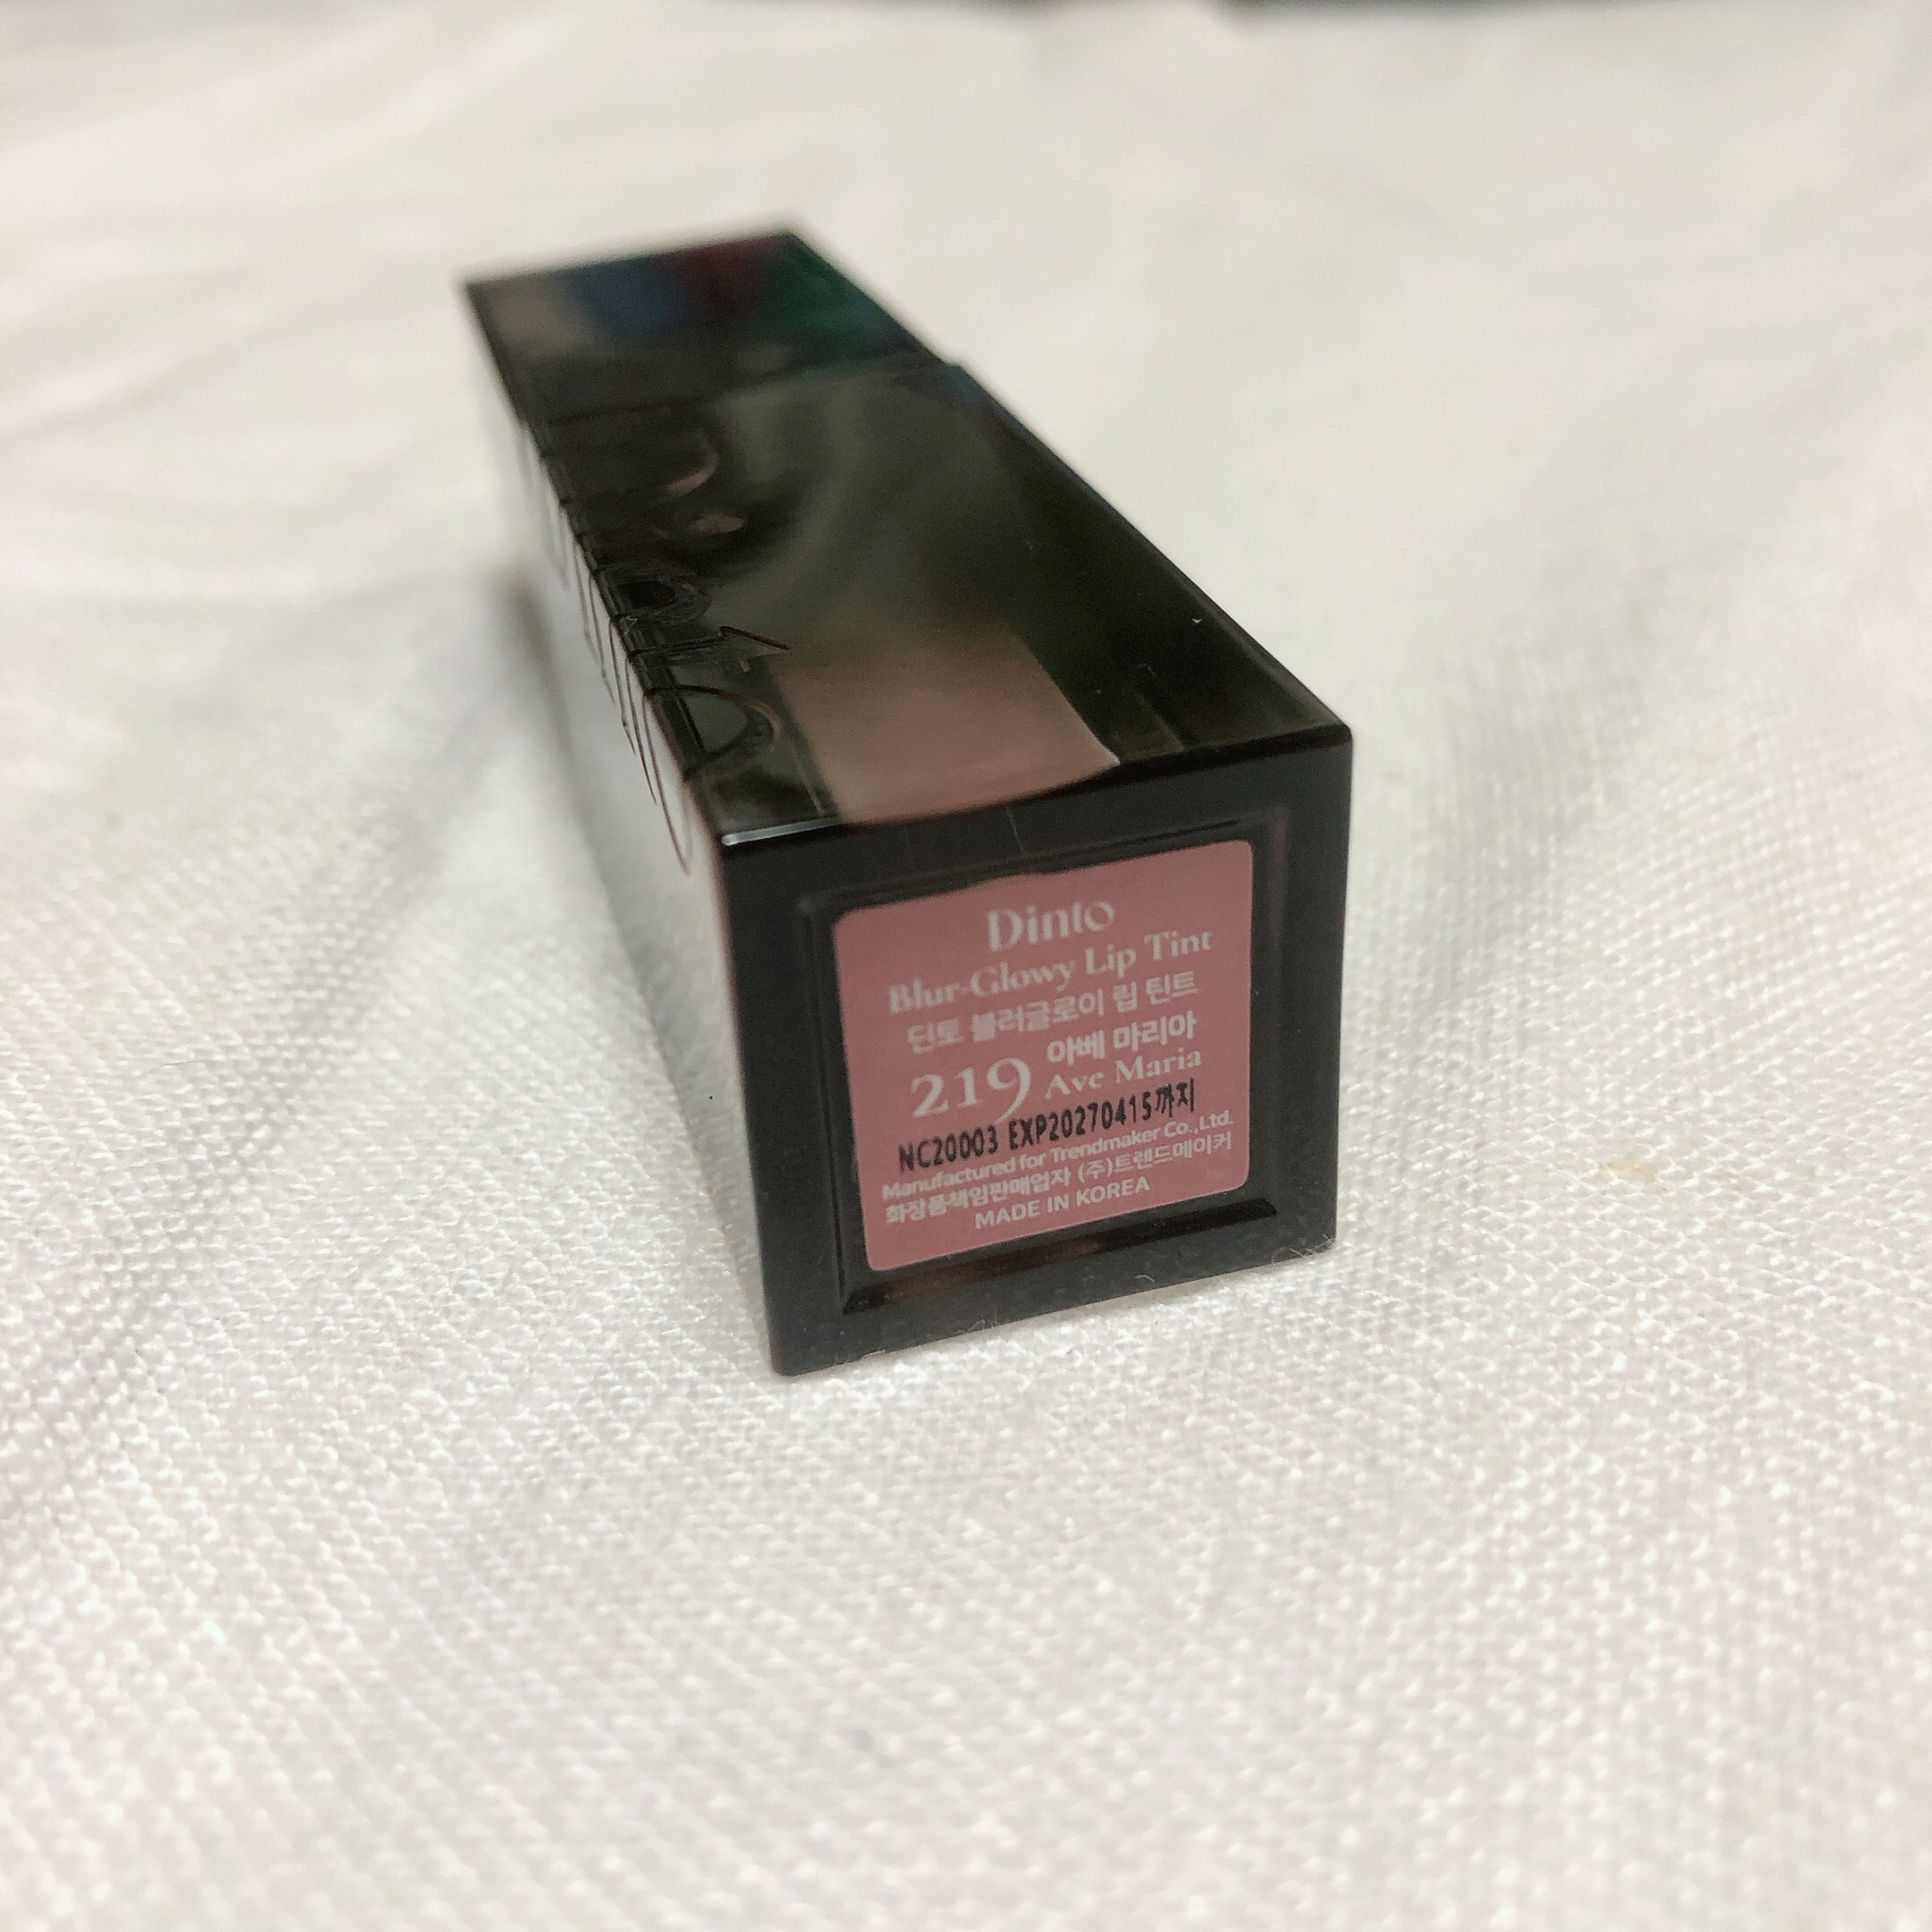 Dinto
Blur-Glowy Lip Tint
딘토 블러글로이 립 틴트
219 아베 마리아
Ave Maria
NC20003 EXP20270415까지
Manufactured for Trendmaker Co.,Ltd.
화장품책임판매업자 (주)트렌드메이커
MADE IN KOREA